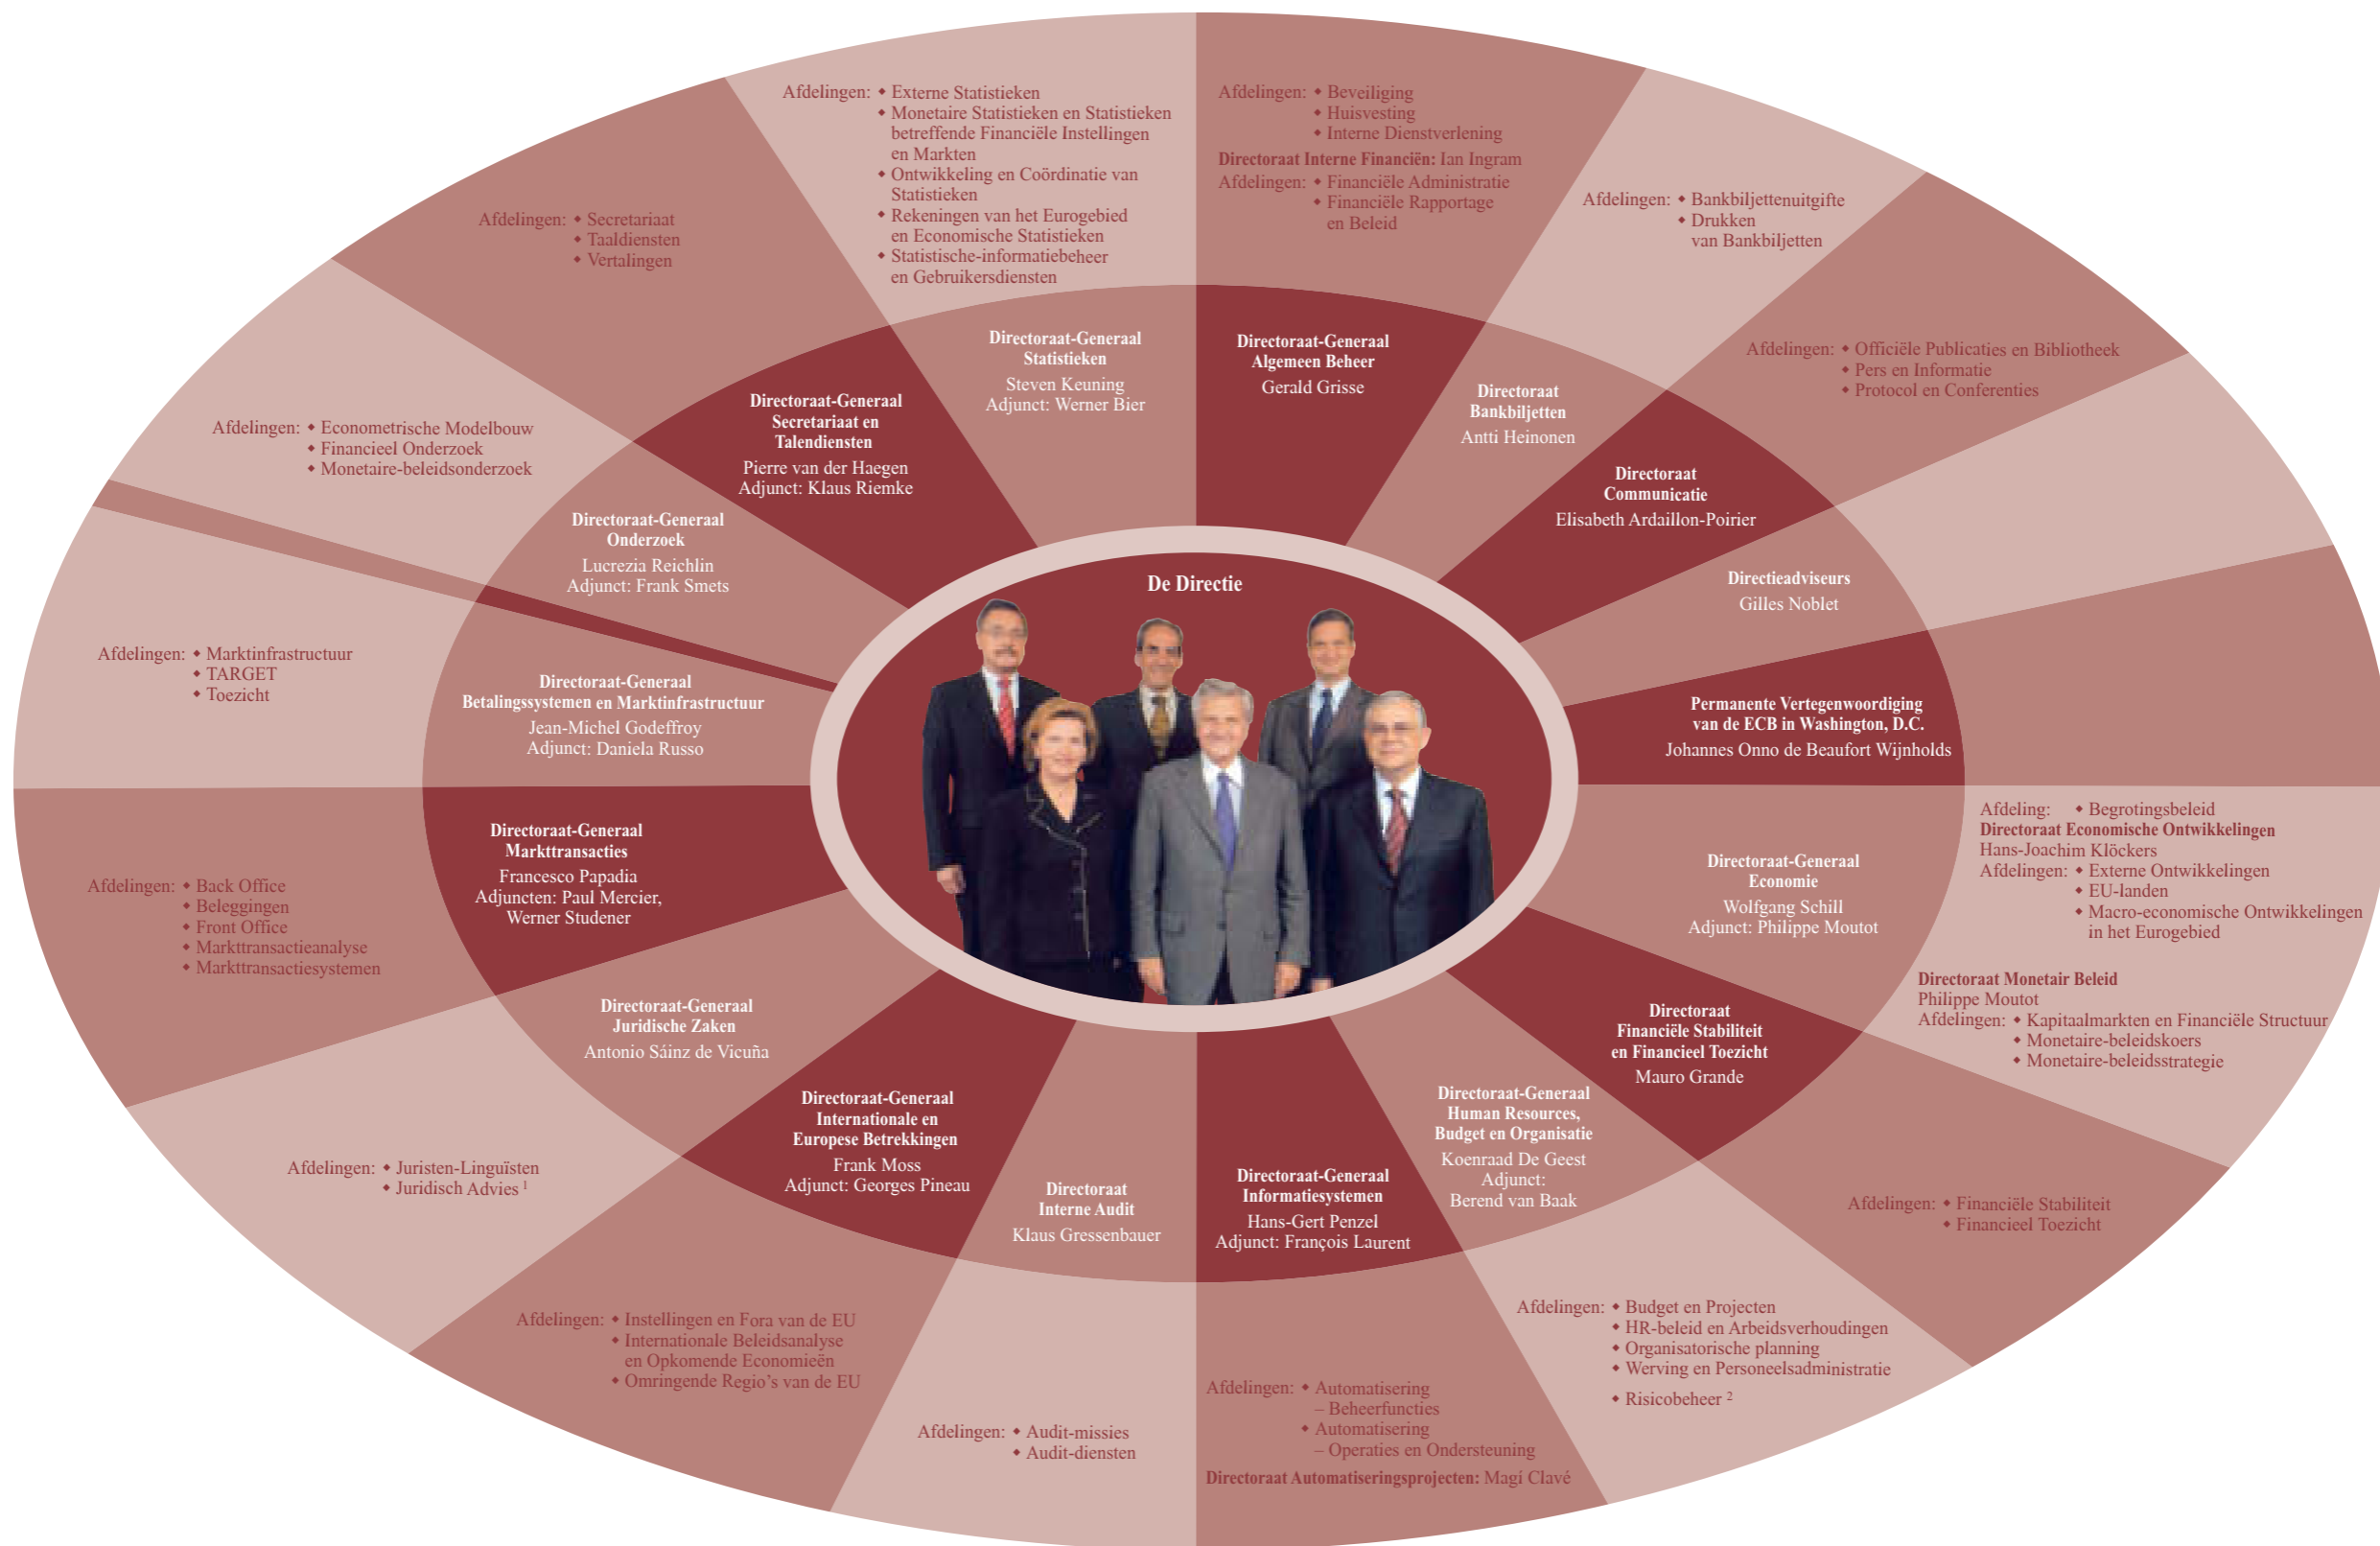 De Directie
Afdelingen: ◆ Beveiliging
◆ Huisvesting
◆ Interne Dienstverlening
Directoraat Interne Financiën: Ian Ingram
Afdelingen: ◆ Financiële Administratie
◆ Financiële Rapportage
en Beleid
Directoraat-Generaal
Algemeen Beheer
Gerald Grisse
Afdelingen: ◆ Bankbiljettenuitgifte
◆ Drukken
van Bankbiljetten
Directoraat
Bankbiljetten
Antti Heinonen
Afdelingen: ◆ Officiële Publicaties en Bibliotheek
◆ Pers en Informatie
◆ Protocol en Conferenties
Directoraat
Communicatie
Elisabeth Ardaillon-Poirier
Directieadviseurs
Gilles Noblet
Permanente Vertegenwoordiging
van de ECB in Washington, D.C.
Johannes Onno de Beaufort Wijnholds
Directoraat-Generaal
Economie
Wolfgang Schill
Adjunct: Philippe Moutot
Afdeling: ◆ Begrotingsbeleid
Directoraat Economische Ontwikkelingen
Hans-Joachim Klöckers
Afdelingen: ◆ Externe Ontwikkelingen
◆ EU-landen
◆ Macro-economische Ontwikkelingen
in het Eurogebied
Directoraat Monetair Beleid
Philippe Moutot
Afdelingen: ◆ Kapitaalmarkten en Financiële Structuur
◆ Monetaire-beleidskoers
◆ Monetaire-beleidsstrategie
Directoraat
Financiële Stabiliteit
en Financieel Toezicht
Mauro Grande
Afdelingen: ◆ Financiële Stabiliteit
◆ Financieel Toezicht
Directoraat-Generaal
Human Resources,
Budget en Organisatie
Koenraad De Geest
Adjunct:
Berend van Baak
Afdelingen: ◆ Budget en Projecten
◆ HR-beleid en Arbeidsverhoudingen
◆ Organisatorische planning
◆ Werving en Personeelsadministratie
◆ Risicobeheer 2
Directoraat-Generaal
Informatiesystemen
Hans-Gert Penzel
Adjunct: François Laurent
Afdelingen: ◆ Automatisering
– Beheerfuncties
◆ Automatisering
– Operaties en Ondersteuning
Directoraat Automatiseringsprojecten: Magí Clavé
Directoraat
Interne Audit
Klaus Gressenbauer
Afdelingen: ◆ Audit-missies
◆ Audit-diensten
Directoraat-Generaal
Internationale en
Europese Betrekkingen
Frank Moss
Adjunct: Georges Pineau
Afdelingen: ◆ Instellingen en Fora van de EU
◆ Internationale Beleidsanalyse
en Opkomende Economieën
◆ Omringende Regio’s van de EU
Directoraat-Generaal
Juridische Zaken
Antonio Sáinz de Vicuña
Afdelingen: ◆ Juristen-Linguïsten
◆ Juridisch Advies 1
Directoraat-Generaal
Markttransacties
Francesco Papadia
Adjuncten: Paul Mercier,
Werner Studener
Afdelingen: ◆ Back Office
◆ Beleggingen
◆ Front Office
◆ Markttransactieanalyse
◆ Markttransactiesystemen
Directoraat-Generaal
Betalingssystemen en Marktinfrastructuur
Jean-Michel Godeffroy
Adjunct: Daniela Russo
Afdelingen: ◆ Marktinfrastructuur
◆ TARGET
◆ Toezicht
Directoraat-Generaal
Onderzoek
Lucrezia Reichlin
Adjunct: Frank Smets
Afdelingen: ◆ Econometrische Modelbouw
◆ Financieel Onderzoek
◆ Monetaire-beleidsonderzoek
Directoraat-Generaal
Secretariaat en
Talendiensten
Pierre van der Haegen
Adjunct: Klaus Riemke
Afdelingen: ◆ Secretariaat
◆ Taaldiensten
◆ Vertalingen
Directoraat-Generaal
Statistieken
Steven Keuning
Adjunct: Werner Bier
Afdelingen: ◆ Externe Statistieken
◆ Monetaire Statistieken en Statistieken
betreffende Financiële Instellingen
en Markten
◆ Ontwikkeling en Coördinatie van
Statistieken
◆ Rekeningen van het Eurogebied
en Economische Statistieken
◆ Statistische-informatiebeheer
en Gebruikersdiensten